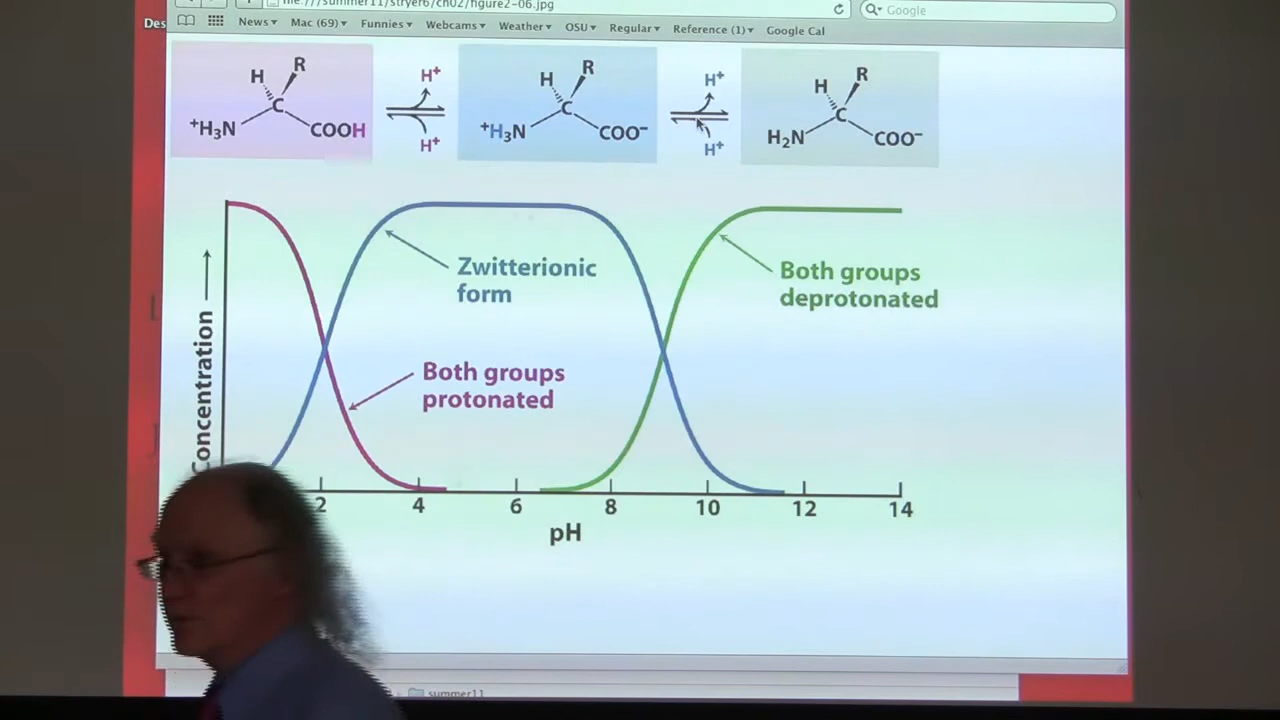 file:///summer11/stryer6/ch02/figure2-06.jpg
Google
Des
News Mac (69) Funnies Webcams Weather OSU Regular Reference (1) Google Cal
H R C +H3N COOH
H+
H+
H R C +H3N COO−
H+
H+
H R C H2N COO−
Concentration
Zwitterionic
form
Both groups
deprotonated
Both groups
protonated
2 4 6 8 10 12 14
pH
summer11